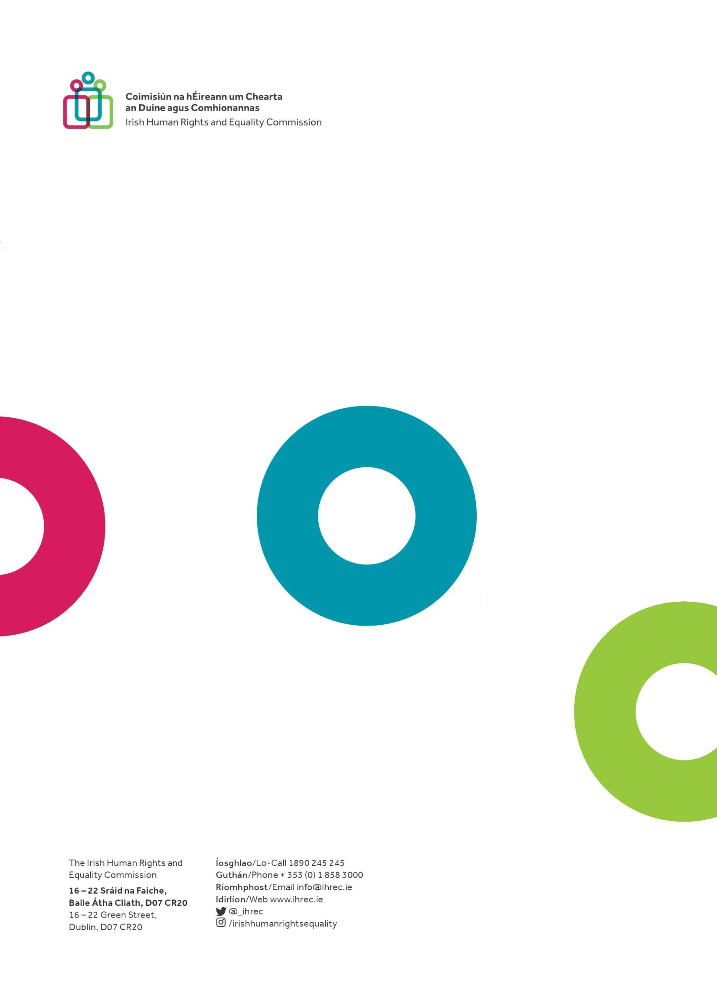 Coimisiún na hÉireann um Chearta
an Duine agus Comhionannas
Irish Human Rights and Equality Commission
The Irish Human Rights and
Equality Commission
16 – 22 Sráid na Faiche,
Baile Átha Cliath, D07 CR20
16 – 22 Green Street,
Dublin, D07 CR20
Íosghlao/Lo-Call 1890 245 245
Guthán/Phone + 353 (0) 1 858 3000
Ríomhphost/Email info@ihrec.ie
Idirlíon/Web www.ihrec.ie
@_ihrec
/irishhumanrightsequality